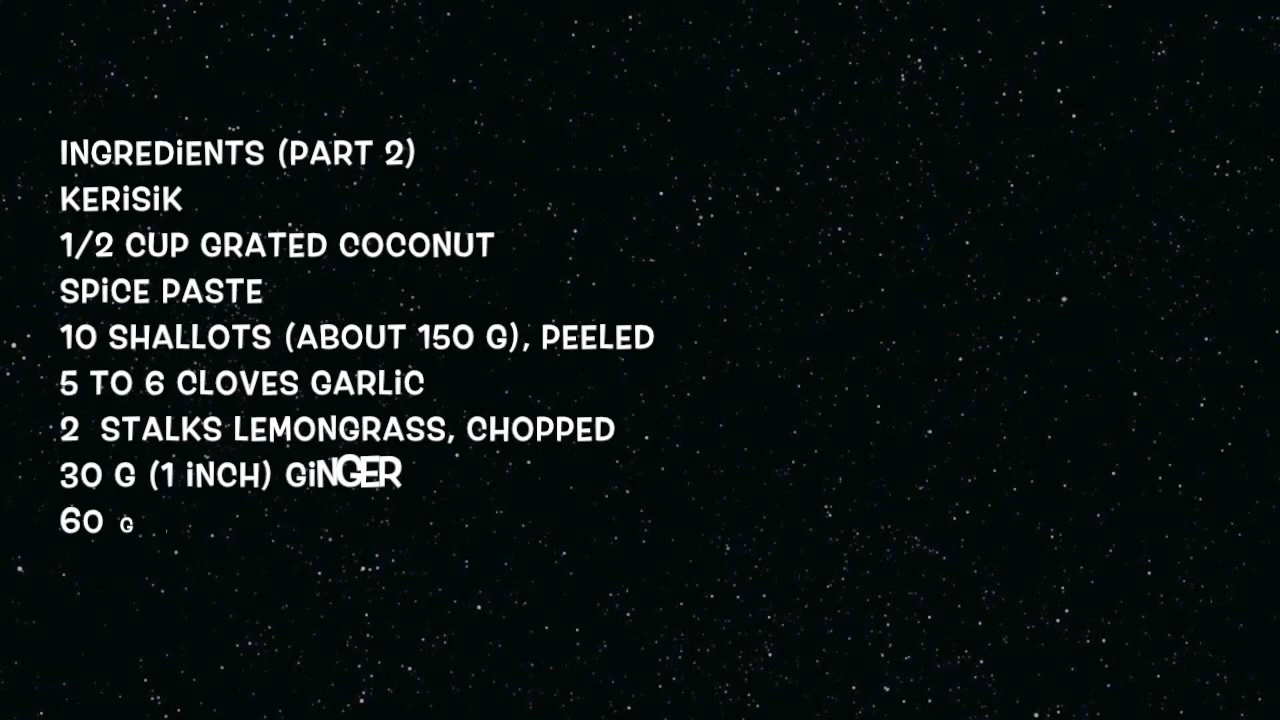 INGREDiENTS (PART 2)
KERiSiK
1/2 CUP GRATED COCONUT
SPiCE PASTE
10 SHALLOTS (ABOUT 150 G), PEELED
5 TO 6 CLOVES GARLiC
2  STALKS LEMONGRASS, CHOPPED
30 G (1 iNCH) GiNGER
60 G